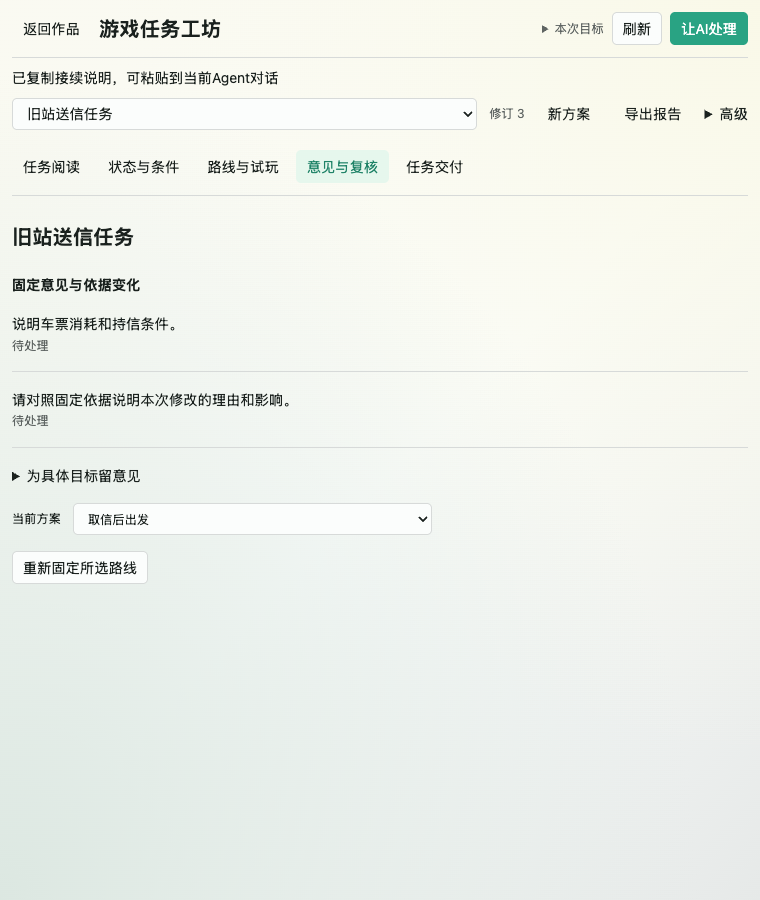 返回作品 游戏任务工坊 ▶ 本次目标 刷新 让AI处理
已复制接续说明，可粘贴到当前Agent对话
旧站送信任务 修订 3 新方案 导出报告 ▶ 高级
任务阅读 状态与条件 路线与试玩 意见与复核 任务交付
旧站送信任务
固定意见与依据变化
说明车票消耗和持信条件。
待处理
请对照固定依据说明本次修改的理由和影响。
待处理
▶ 为具体目标留意见
当前方案 取信后出发
重新固定所选路线